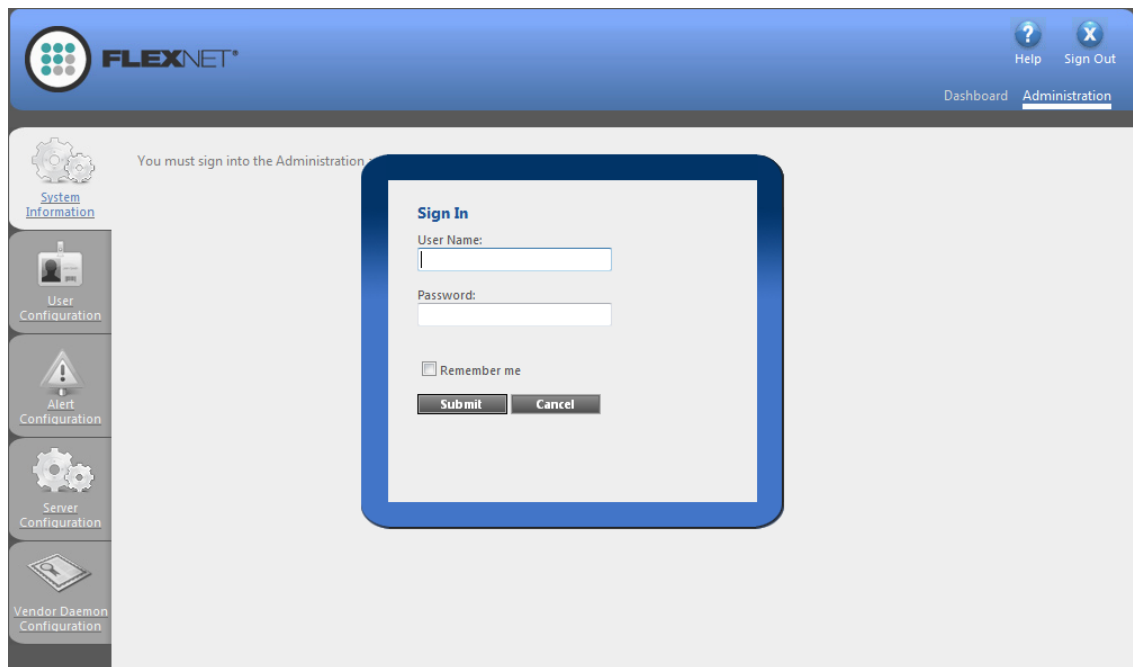 FLEXNET®
Help Sign Out
Dashboard Administration
You must sign into the Administration
System
Information
User
Configuration
Alert
Configuration
Server
Configuration
Vendor Daemon
Configuration
Sign In
User Name:
Password:
Remember me
Submit Cancel